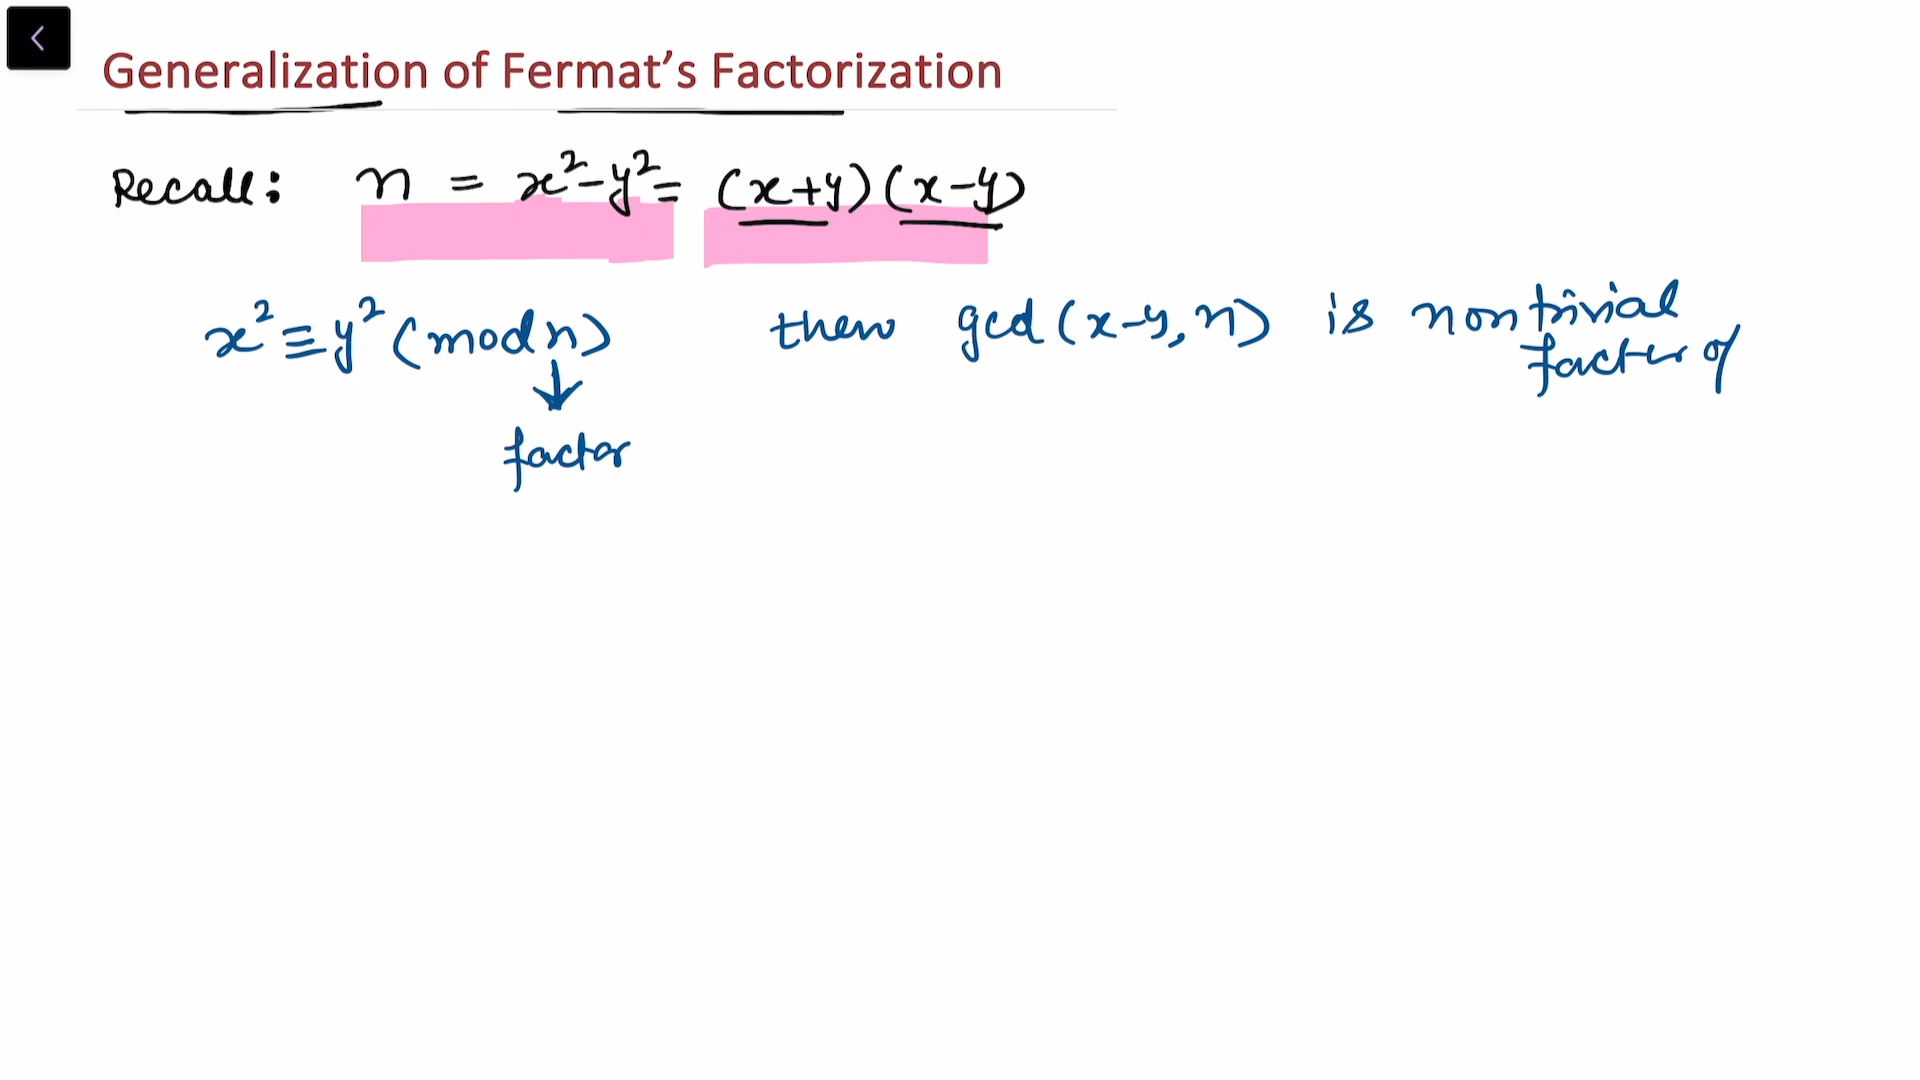 Generalization of Fermat’s Factorization
Recall: n = x²-y² = (x+y)(x-y)
x² ≡ y² (mod n) then gcd(x-y, n) is nontrivial
factor of
factor